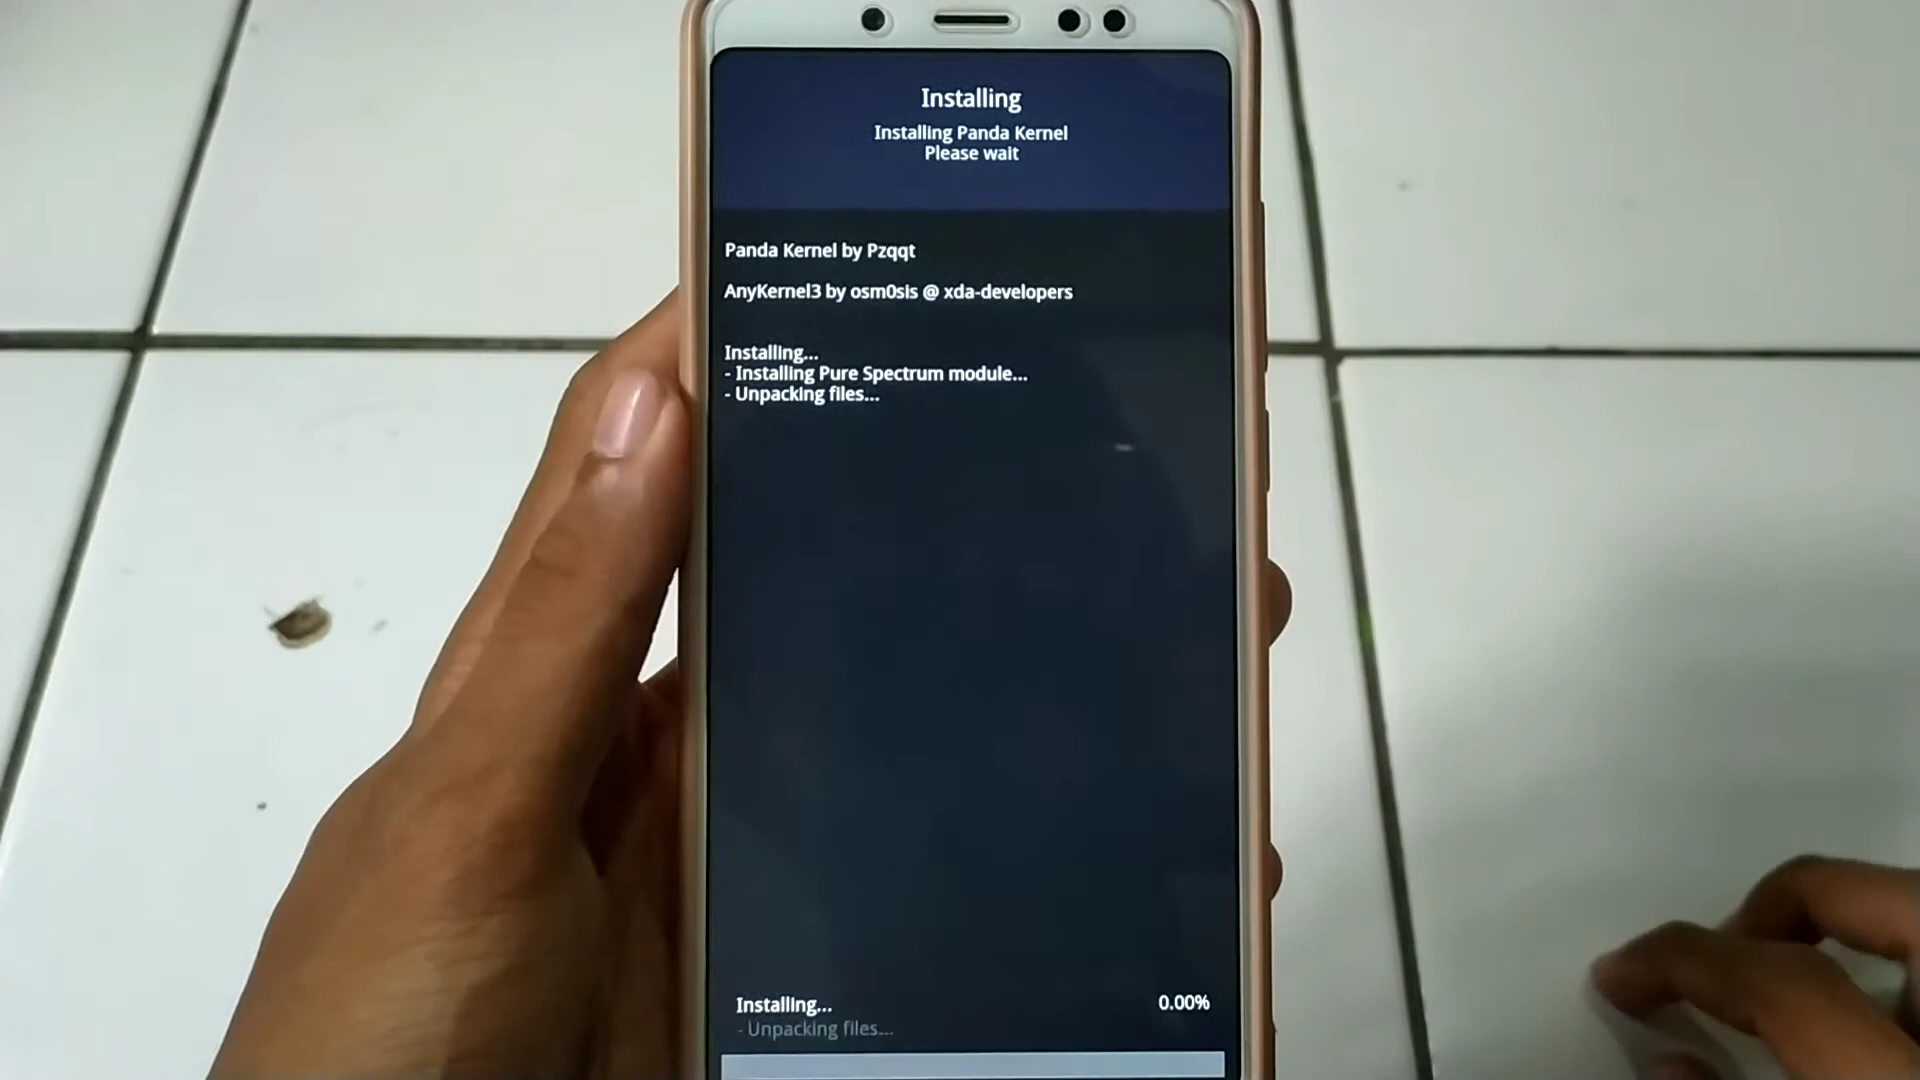 Installing
Installing Panda Kernel
Please wait
Panda Kernel by Pzqqt
AnyKernel3 by osm0sis @ xda-developers
Installing...
- Installing Pure Spectrum module...
- Unpacking files...
Installing...
0.00%
- Unpacking files...